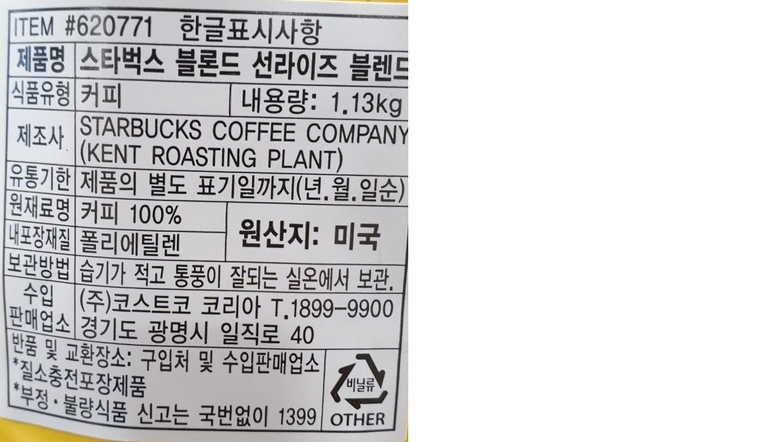 ITEM #620771 한글표시사항
제품명 스타벅스 블론드 선라이즈 블렌드
식품유형 커피 내용량: 1.13kg
제조사 STARBUCKS COFFEE COMPANY
(KENT ROASTING PLANT)
유통기한 제품의 별도 표기일까지(년.월.일순)
원재료명 커피 100%
원산지: 미국
내포장재질 폴리에틸렌
보관방법 습기가 적고 통풍이 잘되는 실온에서 보관.
수입 (주)코스트코 코리아 T.1899-9900
판매업소 경기도 광명시 일직로 40
반품 및 교환장소: 구입처 및 수입판매업소
*질소충전포장제품
*부정·불량식품 신고는 국번없이 1399
비닐류
OTHER